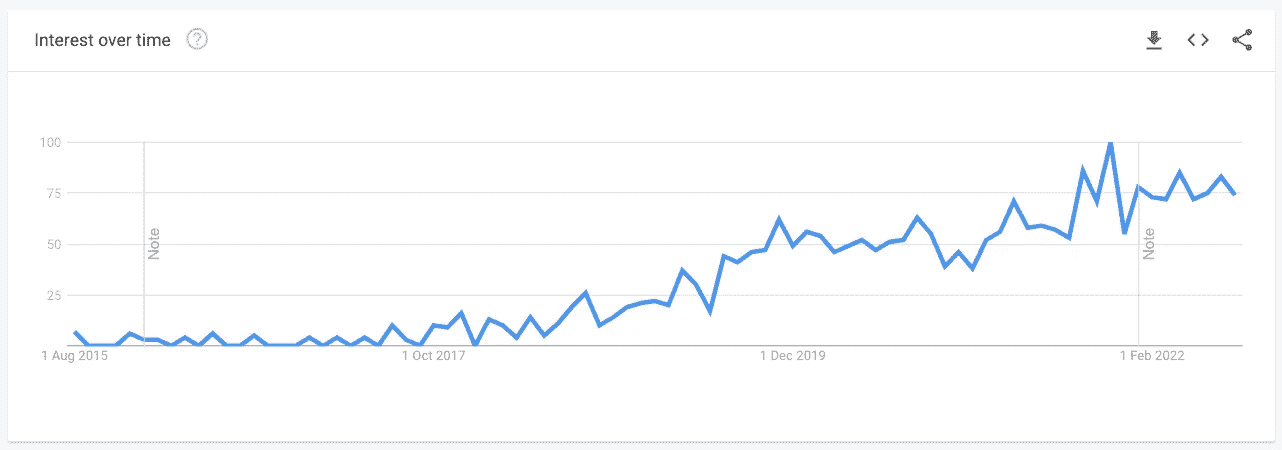 Interest over time ?
100
75
50
25
Note
Note
1 Aug 2015
1 Oct 2017
1 Dec 2019
1 Feb 2022